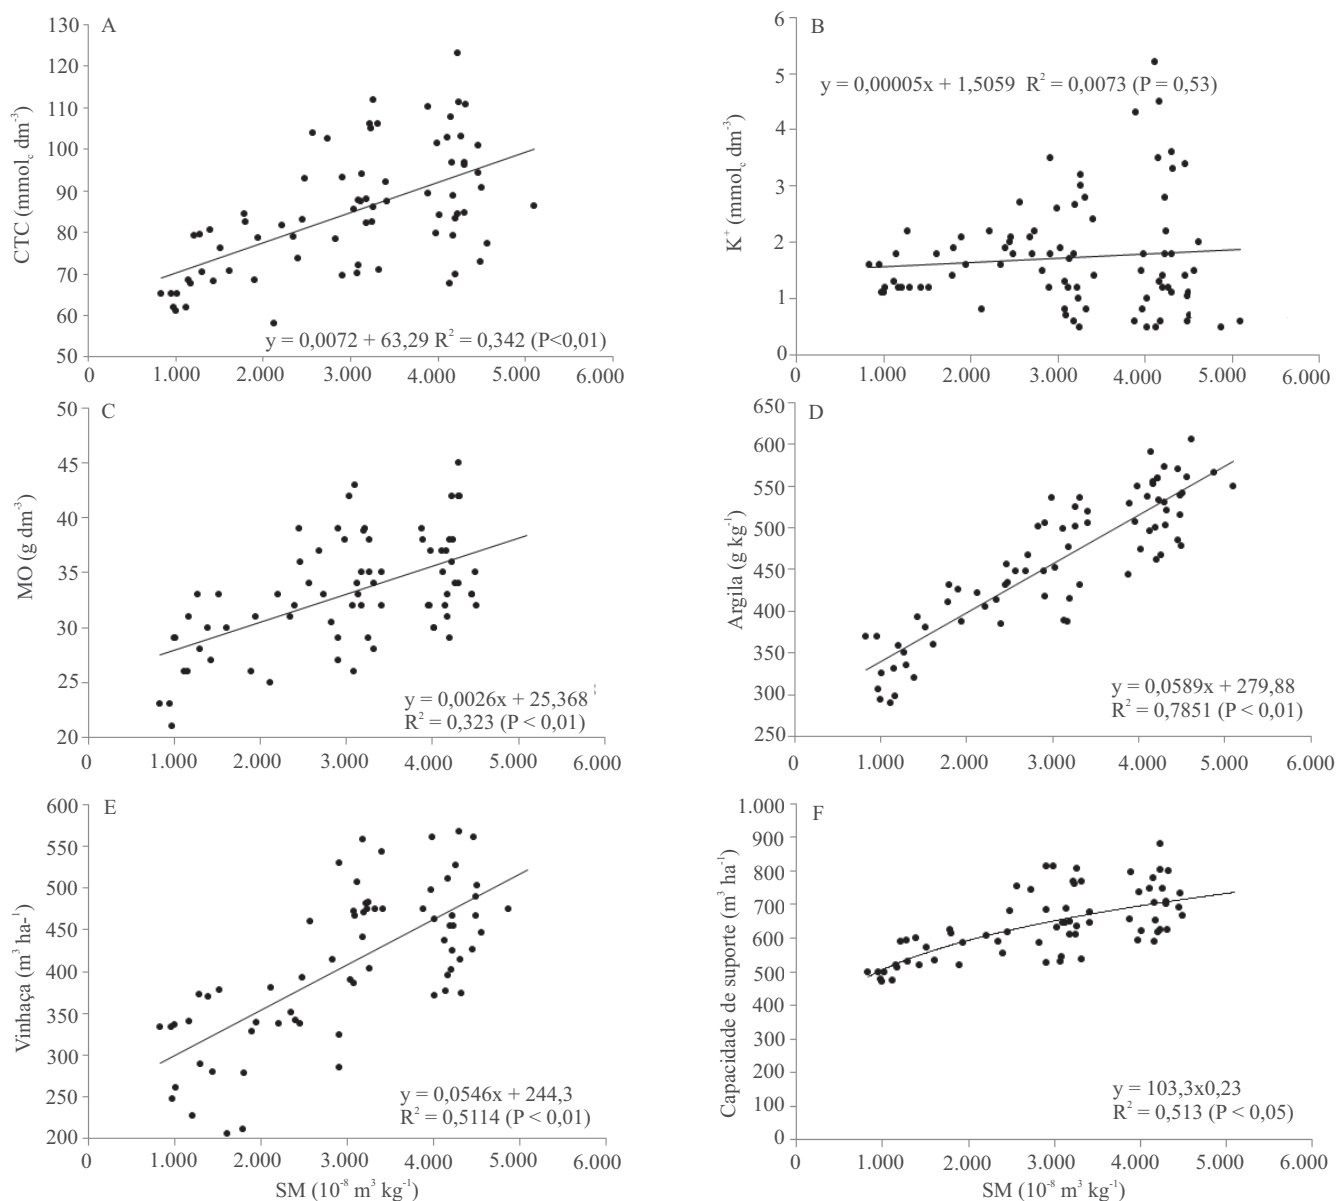 A
130
120
110
100
90
80
70
60
50
CTC (mmol_c dm⁻³)
y = 0,0072 + 63,29 R² = 0,342 (P<0,01)
0 1.000 2.000 3.000 4.000 5.000 6.000
B
6
5
4
3
2
1
0
K⁺ (mmol_c dm⁻³)
y = 0,00005x + 1,5059 R² = 0,0073 (P = 0,53)
0 1.000 2.000 3.000 4.000 5.000 6.000
C
50
45
40
35
30
25
20
MO (g dm⁻³)
y = 0,0026x + 25,368
R² = 0,323 (P < 0,01)
0 1.000 2.000 3.000 4.000 5.000 6.000
D
650
600
550
500
450
400
350
300
250
Argila (g kg⁻¹)
y = 0,0589x + 279,88
R² = 0,7851 (P < 0,01)
0 1.000 2.000 3.000 4.000 5.000 6.000
E
600
550
500
450
400
350
300
250
200
Vinhaça (m³ ha-¹)
y = 0,0546x + 244,3
R² = 0,5114 (P < 0,01)
0 1.000 2.000 3.000 4.000 5.000 6.000
SM (10⁻⁸ m³ kg⁻¹)
F
1.000
900
800
700
600
500
400
300
200
100
0
Capacidade de suporte (m³ ha⁻¹)
y = 103,3x0,23
R² = 0,513 (P < 0,05)
0 1.000 2.000 3.000 4.000 5.000 6.000
SM (10⁻⁸ m³ kg⁻¹)